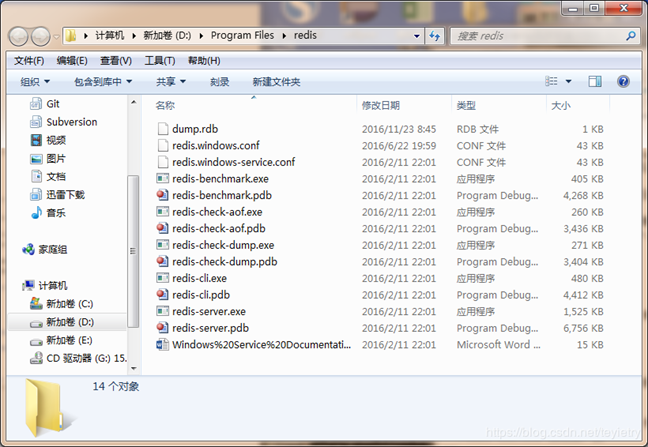 计算机 新加卷 (D:) Program Files redis 搜索 redis
文件(F) 编辑(E) 查看(V) 工具(T) 帮助(H)
组织 包含到库中 共享 刻录 新建文件夹
Git
Subversion
视频
图片
文档
迅雷下载
音乐
家庭组
计算机
新加卷 (C:)
新加卷 (D:)
新加卷 (E:)
CD 驱动器 (G:) 15.
名称 修改日期 类型 大小
dump.rdb 2016/11/23 8:45 RDB 文件 1 KB
redis.windows.conf 2016/6/22 19:59 CONF 文件 43 KB
redis.windows-service.conf 2016/2/11 22:01 CONF 文件 43 KB
redis-benchmark.exe 2016/2/11 22:01 应用程序 405 KB
redis-benchmark.pdb 2016/2/11 22:01 Program Debug... 4,268 KB
redis-check-aof.exe 2016/2/11 22:01 应用程序 260 KB
redis-check-aof.pdb 2016/2/11 22:01 Program Debug... 3,436 KB
redis-check-dump.exe 2016/2/11 22:01 应用程序 271 KB
redis-check-dump.pdb 2016/2/11 22:01 Program Debug... 3,404 KB
redis-cli.exe 2016/2/11 22:01 应用程序 480 KB
redis-cli.pdb 2016/2/11 22:01 Program Debug... 4,412 KB
redis-server.exe 2016/2/11 22:01 应用程序 1,525 KB
redis-server.pdb 2016/2/11 22:01 Program Debug... 6,756 KB
Windows%20Service%20Documentati... 2016/2/11 22:01 Microsoft Word ... 15 KB
14 个对象